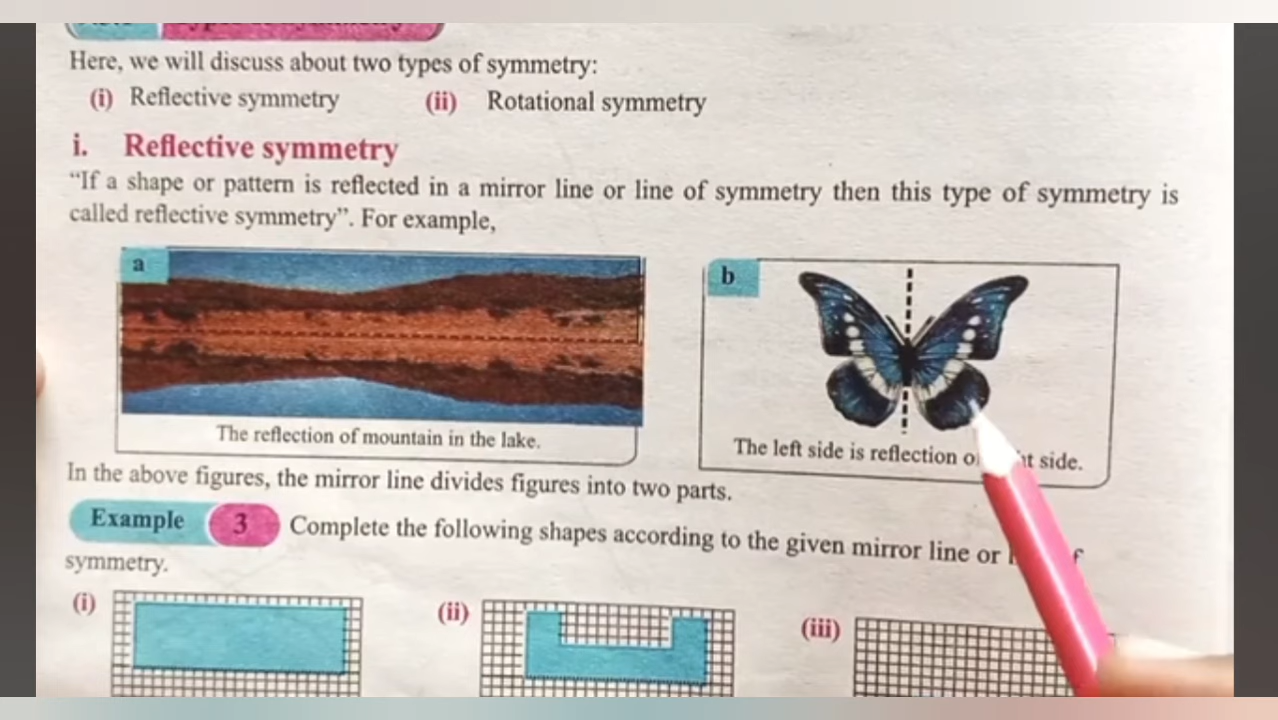 Here, we will discuss about two types of symmetry:
(i) Reflective symmetry (ii) Rotational symmetry
i. Reflective symmetry
“If a shape or pattern is reflected in a mirror line or line of symmetry then this type of symmetry is
called reflective symmetry”. For example,
a
b
The reflection of mountain in the lake.
The left side is reflection side.
In the above figures, the mirror line divides figures into two parts.
Example 3 Complete the following shapes according to the given mirror line or
symmetry.
(i) (ii) (iii)